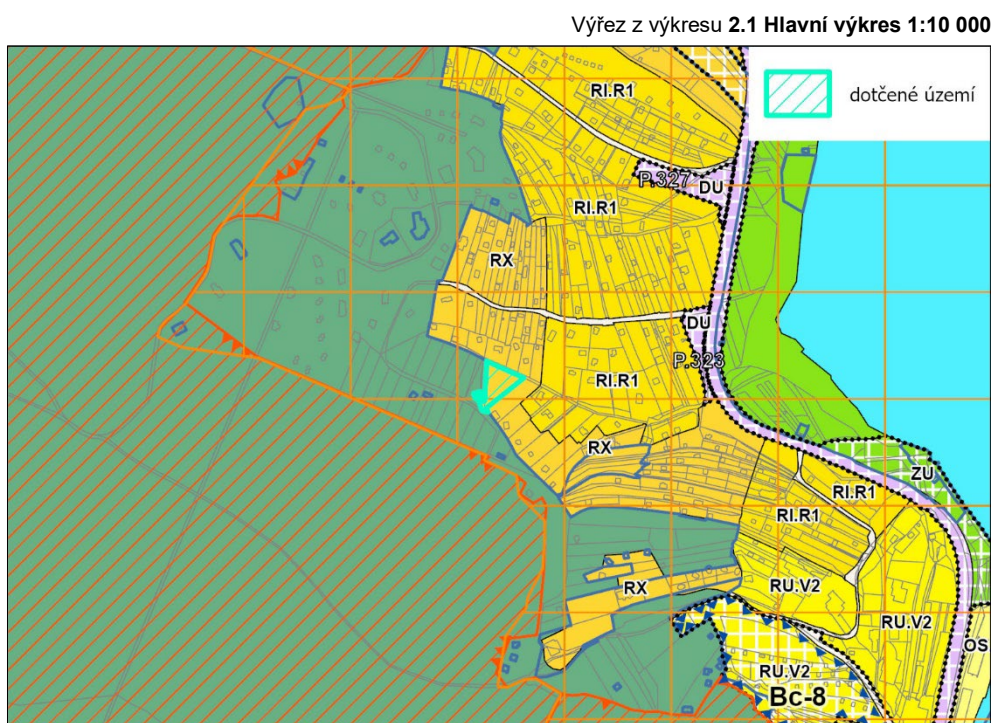 Výřez z výkresu 2.1 Hlavní výkres 1:10 000
dotčené území
RI.R1
P.327
DU
RI.R1
RX
DU
P.323
RI.R1
RX
ZU
RI.R1
RI.R1
RX
RU.V2
RU.V2
OS
RU.V2
Bc-8